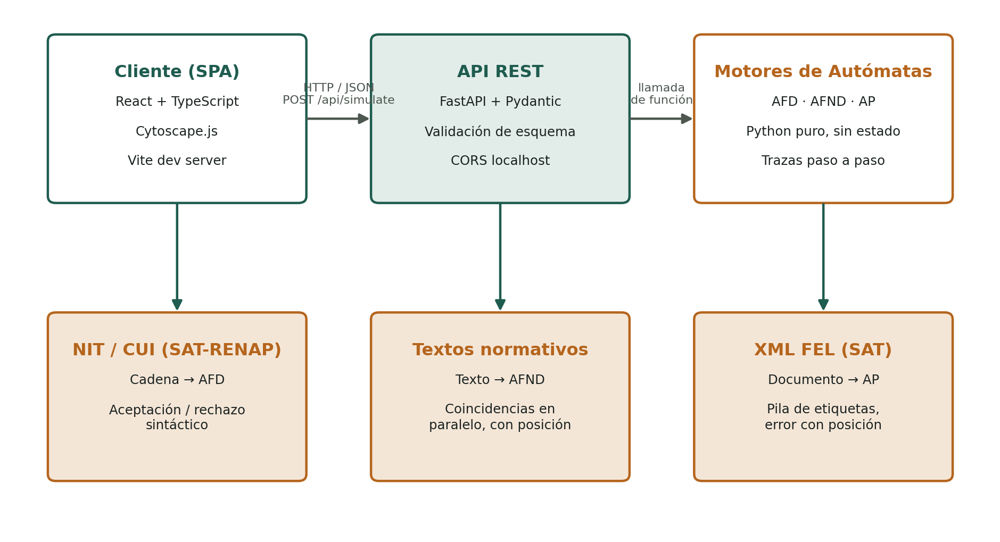 Cliente (SPA)
React + TypeScript
Cytoscape.js
Vite dev server
HTTP / JSON
POST /api/simulate
API REST
FastAPI + Pydantic
Validación de esquema
CORS localhost
llamada
de función
Motores de Autómatas
AFD · AFND · AP
Python puro, sin estado
Trazas paso a paso
NIT / CUI (SAT-RENAP)
Cadena → AFD
Aceptación / rechazo
sintáctico
Textos normativos
Texto → AFND
Coincidencias en
paralelo, con posición
XML FEL (SAT)
Documento → AP
Pila de etiquetas,
error con posición